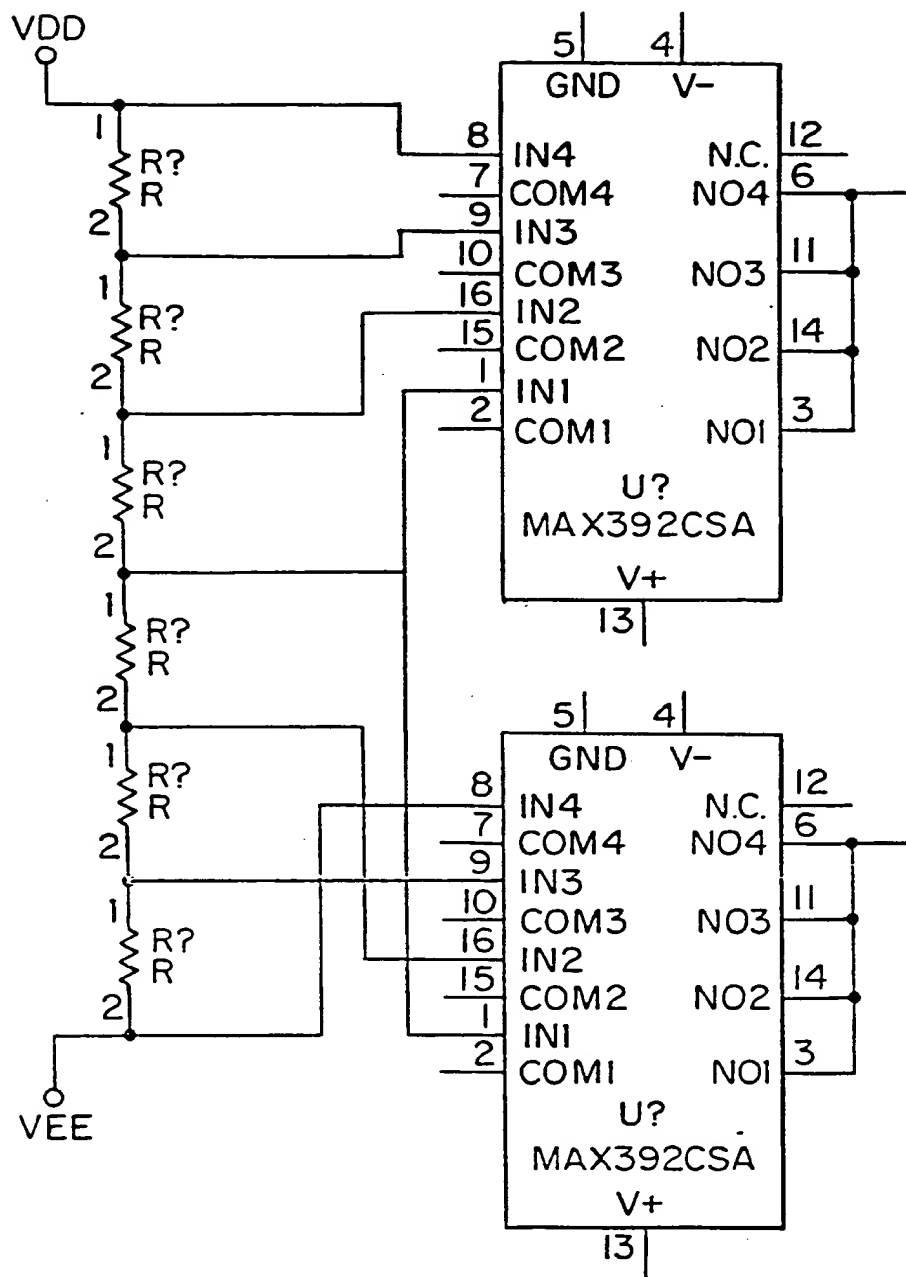 VDD
1
R?
R
2
1
R?
R
2
1
R?
R
2
1
R?
R
2
1
R?
R
2
1
R?
R
2
VEE
5 4
GND V-
8 IN4 N.C. 12
7 COM4 NO4 6
9 IN3
10 COM3 NO3 11
16 IN2
15 COM2 NO2 14
1 IN1
2 COM1 NO1 3
U?
MAX392CSA
V+
13
5 4
GND V-
8 IN4 N.C. 12
7 COM4 NO4 6
9 IN3
10 COM3 NO3 11
16 IN2
15 COM2 NO2 14
1 IN1
2 COM1 NO1 3
U?
MAX392CSA
V+
13